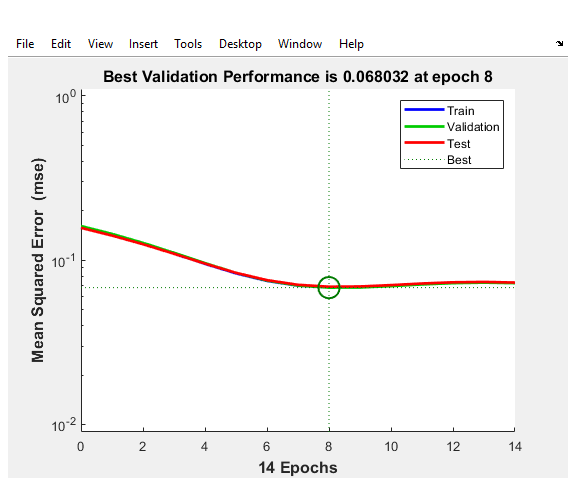 File Edit View Insert Tools Desktop Window Help
Best Validation Performance is 0.068032 at epoch 8
Train
Validation
Test
Best
Mean Squared Error (mse)
10^0
10^-1
10^-2
0 2 4 6 8 10 12 14
14 Epochs